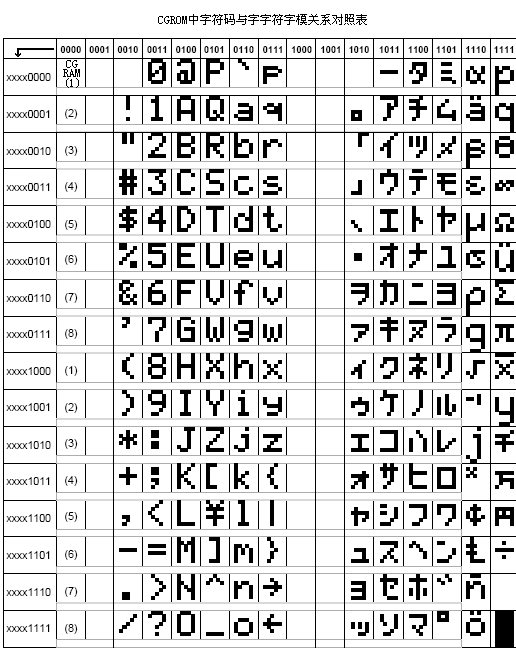 CGROM中字符码与字符字模关系对照表
0000 0001 0010 0011 0100 0101 0110 0111 1000 1001 1010 1011 1100 1101 1110 1111
xxxx0000 CG RAM (1) 0 @ P ` p ー タ ミ α p
xxxx0001 (2) ! 1 A Q a q 。 ア チ ム ä q
xxxx0010 (3) " 2 B R b r 「 イ ツ メ β θ
xxxx0011 (4) # 3 C S c s 」 ウ テ モ ε ∞
xxxx0100 (5) $ 4 D T d t 、 エ ト ヤ μ Ω
xxxx0101 (6) % 5 E U e u ・ オ ナ ユ σ ü
xxxx0110 (7) & 6 F V f v ヲ カ ニ ヨ ρ Σ
xxxx0111 (8) ' 7 G W g w ァ キ ヌ ラ g π
xxxx1000 (1) ( 8 H X h x ィ ク ネ リ √ x̄
xxxx1001 (2) ) 9 I Y i y ゥ ケ ノ ル ⁻¹ y
xxxx1010 (3) * : J Z j z ェ コ ハ レ j 千
xxxx1011 (4) + ; K [ k { ォ サ ヒ ロ ˣ 万
xxxx1100 (5) , < L ¥ l | ャ シ フ ワ ¢ 円
xxxx1101 (6) - = M ] m } ュ ス ヘ ン £ ÷
xxxx1110 (7) . > N ^ n → ョ セ ホ ゛ ñ
xxxx1111 (8) / ? O _ o ← ッ ソ マ ゜ ö █